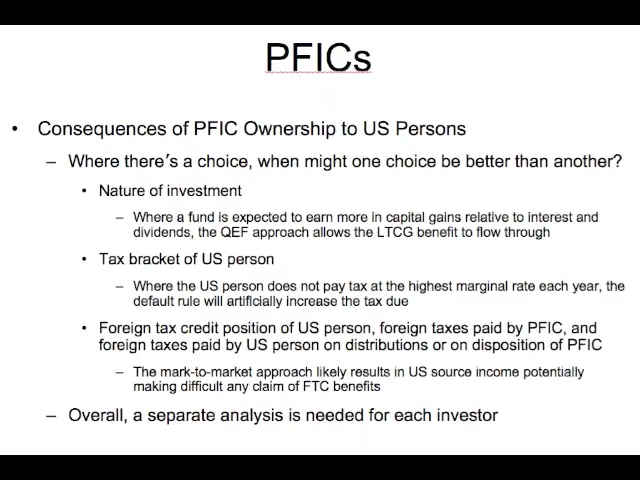 PFICs
• Consequences of PFIC Ownership to US Persons
– Where there's a choice, when might one choice be better than another?
• Nature of investment
– Where a fund is expected to earn more in capital gains relative to interest and
dividends, the QEF approach allows the LTCG benefit to flow through
• Tax bracket of US person
– Where the US person does not pay tax at the highest marginal rate each year, the
default rule will artificially increase the tax due
• Foreign tax credit position of US person, foreign taxes paid by PFIC, and
foreign taxes paid by US person on distributions or on disposition of PFIC
– The mark-to-market approach likely results in US source income potentially
making difficult any claim of FTC benefits
– Overall, a separate analysis is needed for each investor